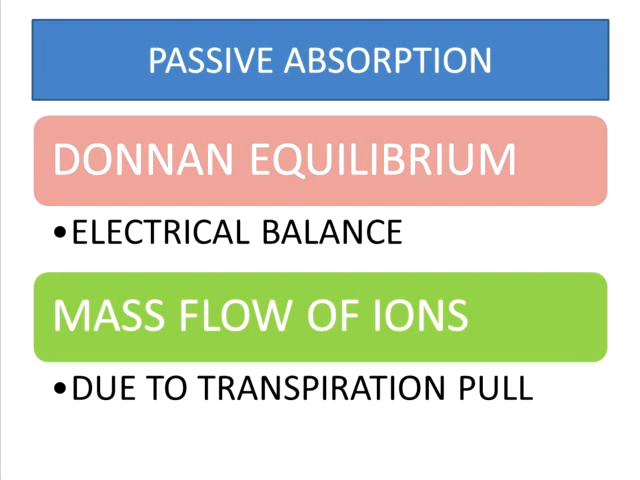 PASSIVE ABSORPTION
DONNAN EQUILIBRIUM
•ELECTRICAL BALANCE
MASS FLOW OF IONS
•DUE TO TRANSPIRATION PULL